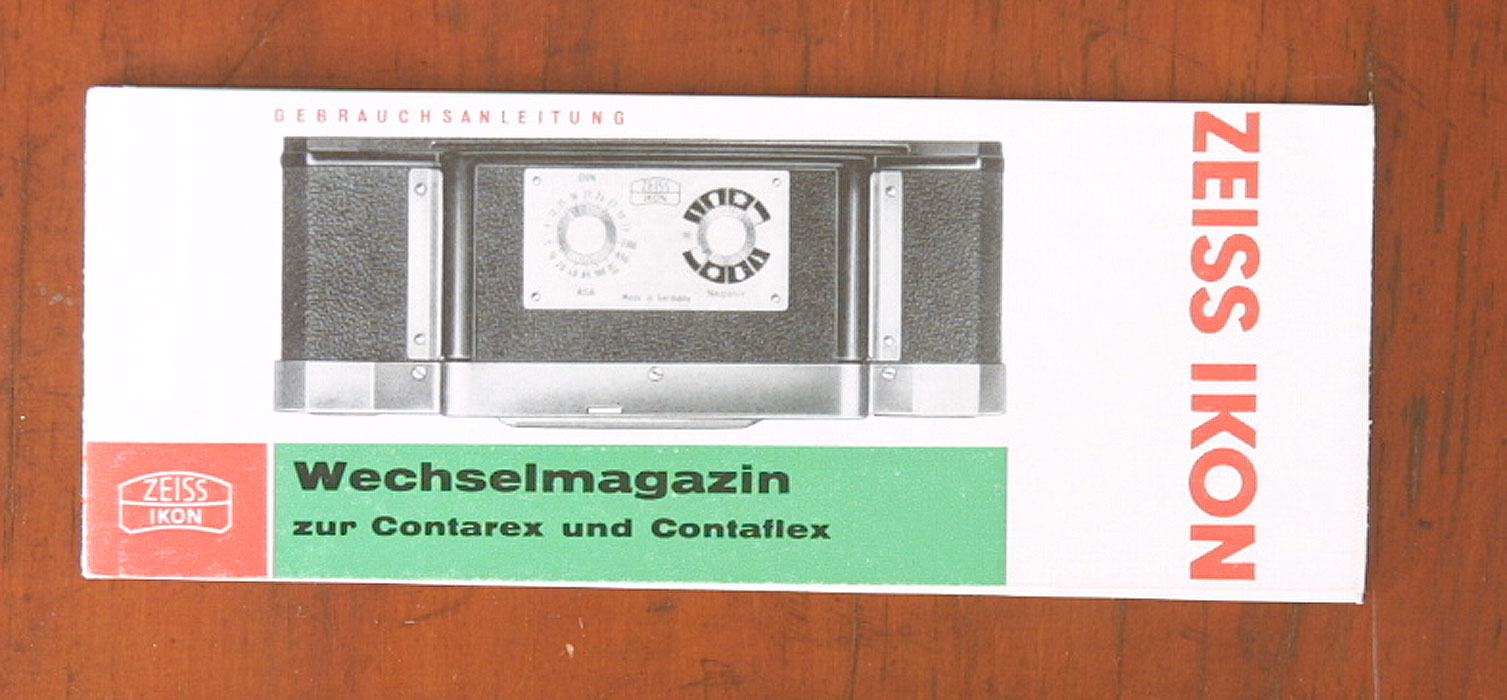 GEBRAUCHSANLEITUNG
DIN
ZEISS
IKON
ASA
Made in Germany
Negativ
ZEISS
IKON
Wechselmagazin
zur Contarex und Contaflex
ZEISS IKON